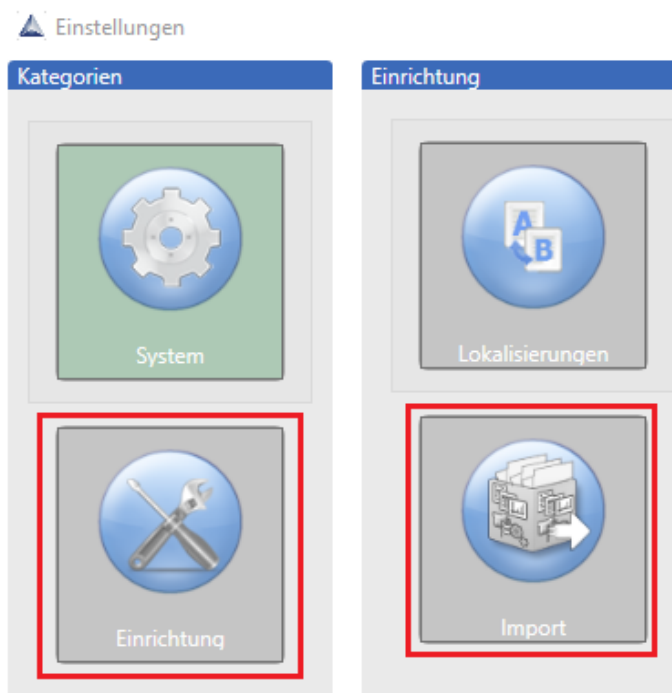 Einstellungen
Kategorien
System
Einrichtung
Einrichtung
A
B
Lokalisierungen
Import